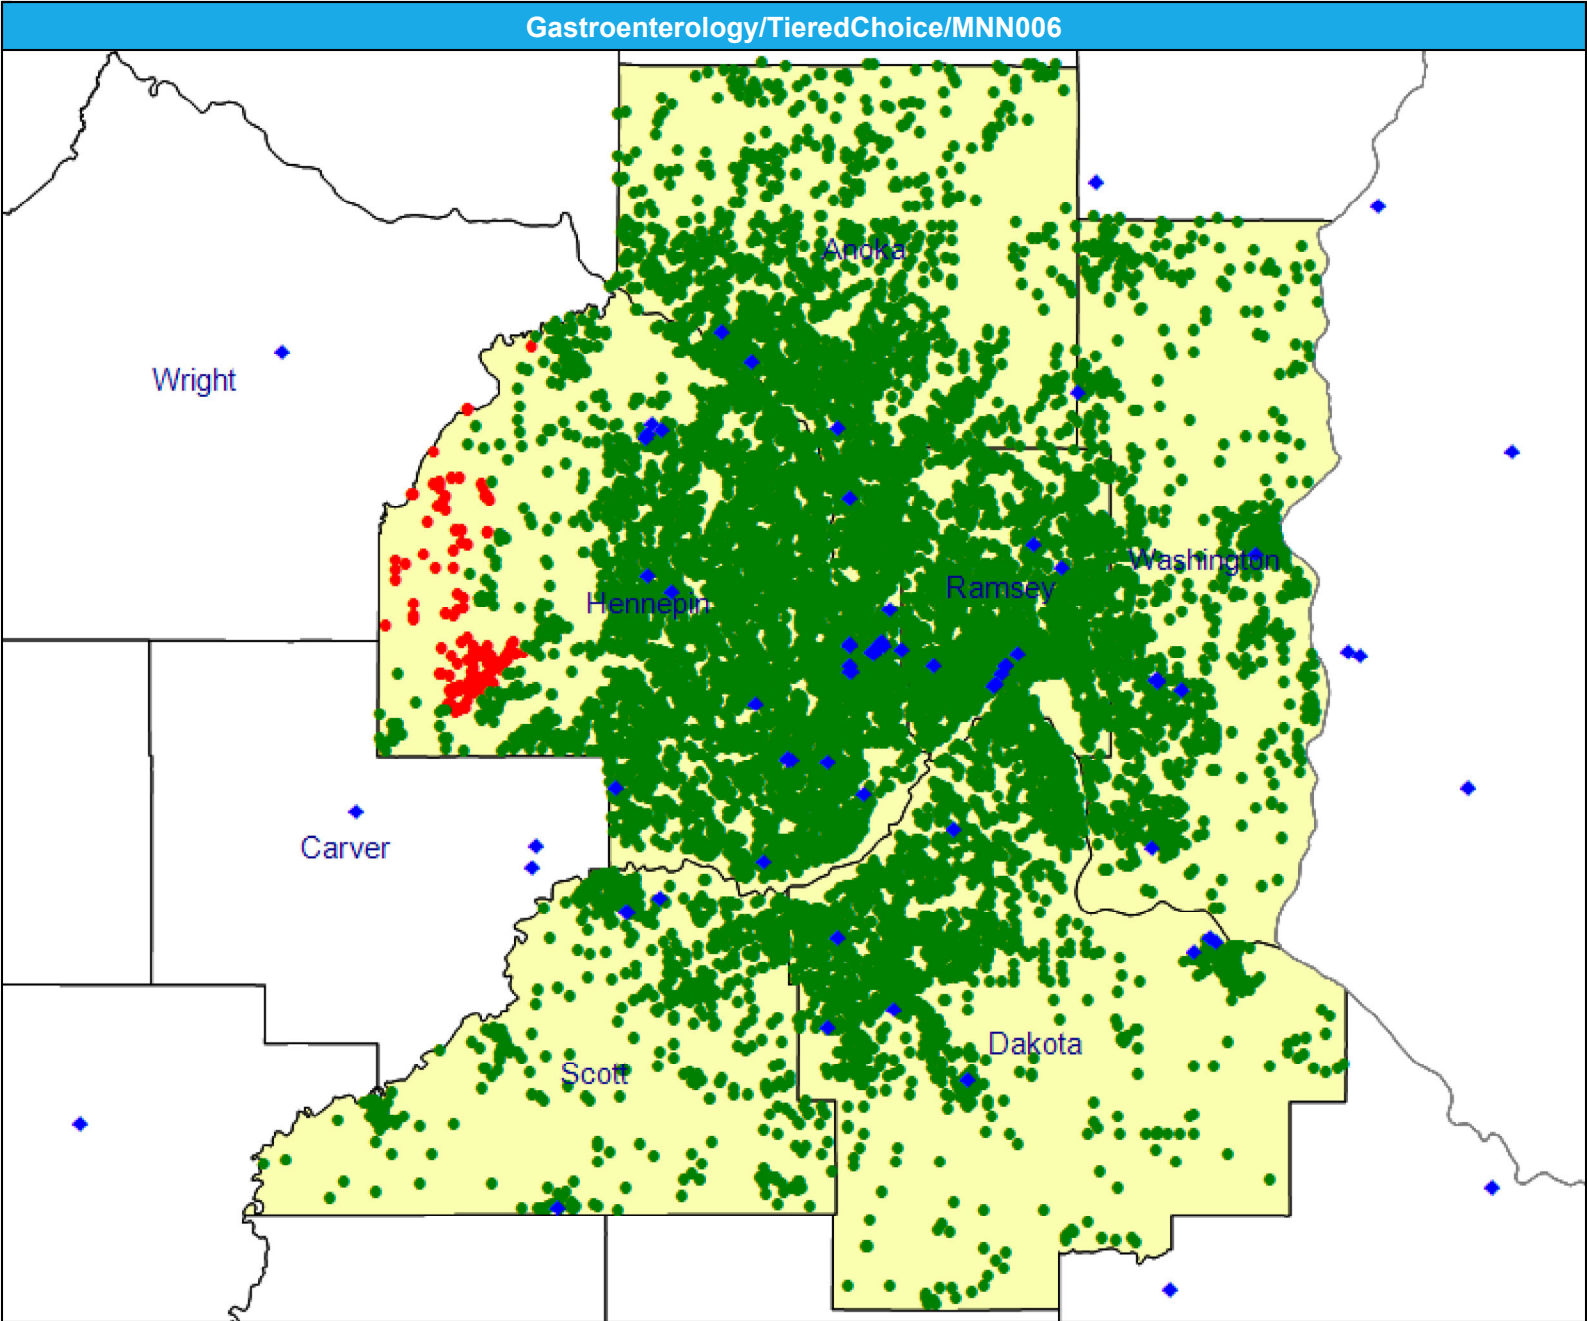 Gastroenterology/TieredChoice/MNN006
Anoka
Wright
Washington
Ramsey
Hennepin
Carver
Dakota
Scott